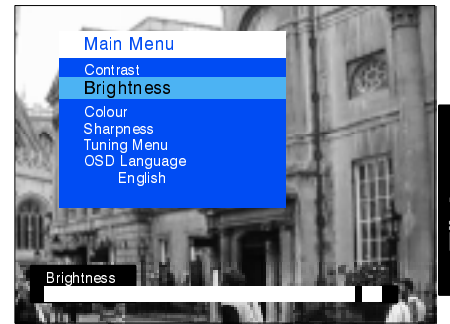 Main Menu
Contrast
Brightness
Colour
Sharpness
Tuning Menu
OSD Language
English
Brightness